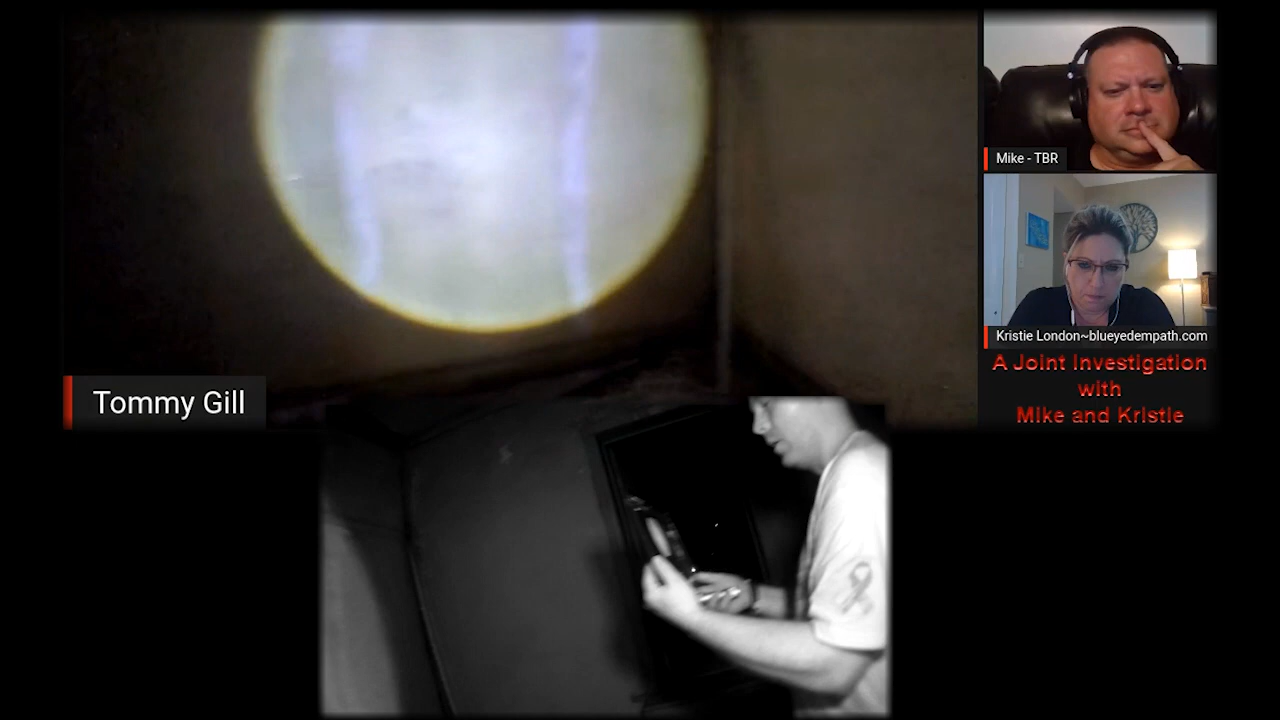 Mike - TBR
Kristie London~blueyedempath.com
A Joint Investigation
with
Mike and Kristie
Tommy Gill